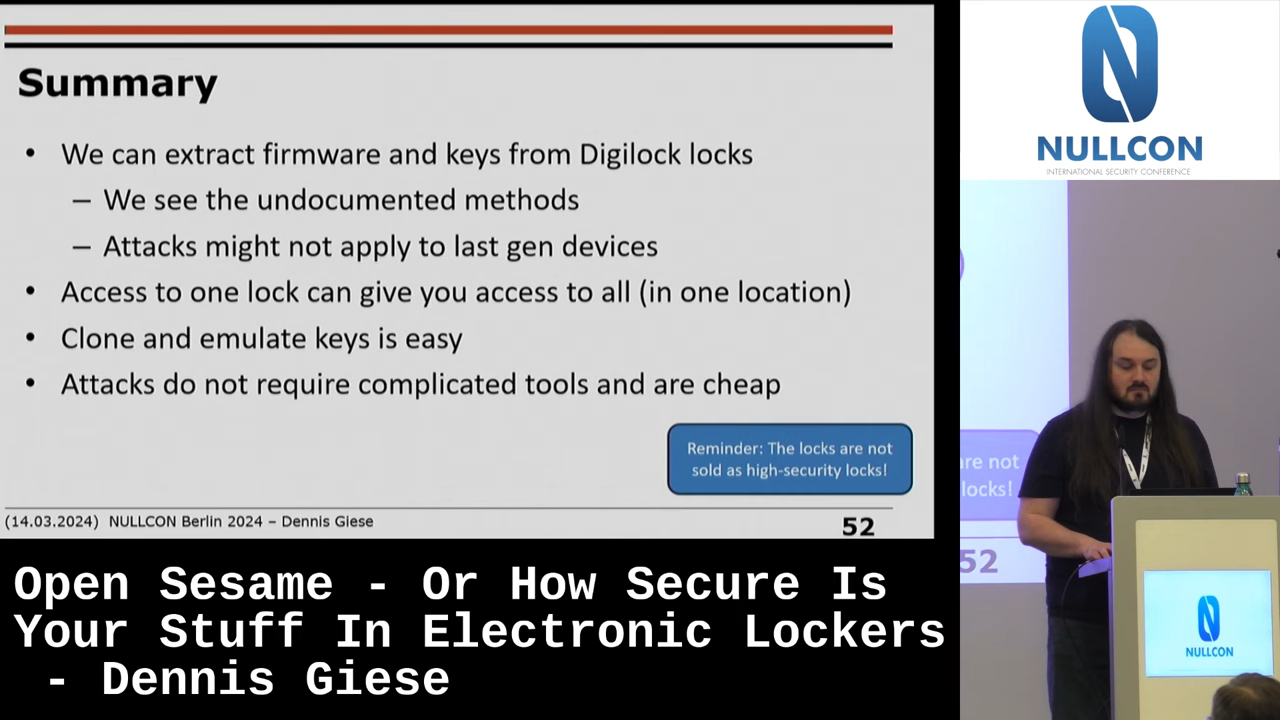 Summary
• We can extract firmware and keys from Digilock locks
– We see the undocumented methods
– Attacks might not apply to last gen devices
• Access to one lock can give you access to all (in one location)
• Clone and emulate keys is easy
• Attacks do not require complicated tools and are cheap
Reminder: The locks are not
sold as high-security locks!
(14.03.2024) NULLCON Berlin 2024 – Dennis Giese
52
Open Sesame - Or How Secure Is
Your Stuff In Electronic Lockers
- Dennis Giese
NULLCON
INTERNATIONAL SECURITY CONFERENCE
are not
locks!
52
NULLCON